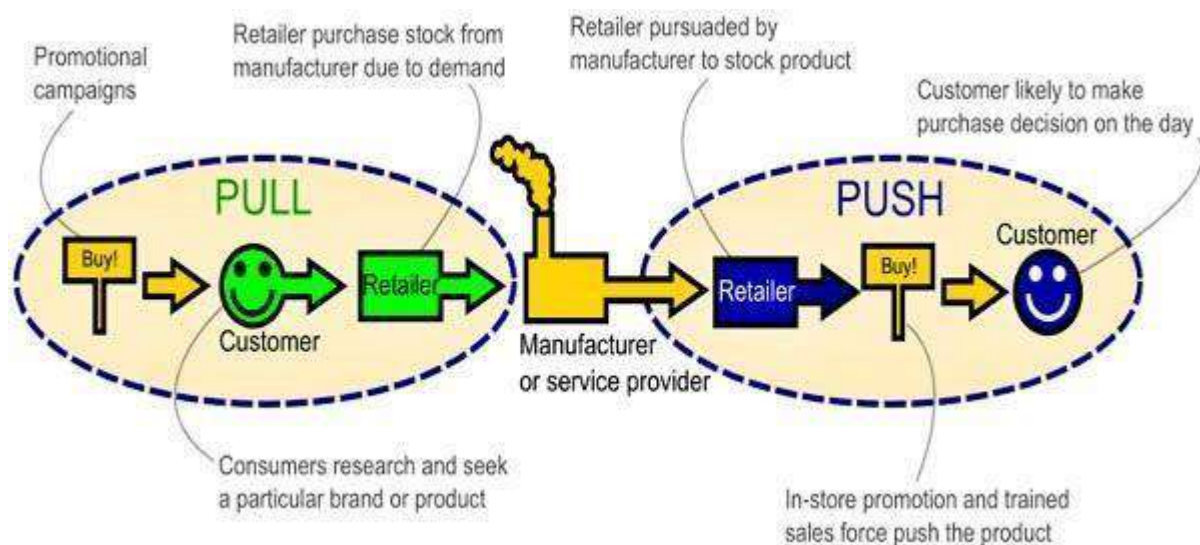 Promotional
campaigns
Retailer purchase stock from
manufacturer due to demand
Retailer pursuaded by
manufacturer to stock product
Customer likely to make
purchase decision on the day
PULL
PUSH
Buy!
Customer
Retailer
Manufacturer
or service provider
Retailer
Buy!
Customer
Consumers research and seek
a particular brand or product
In-store promotion and trained
sales force push the product